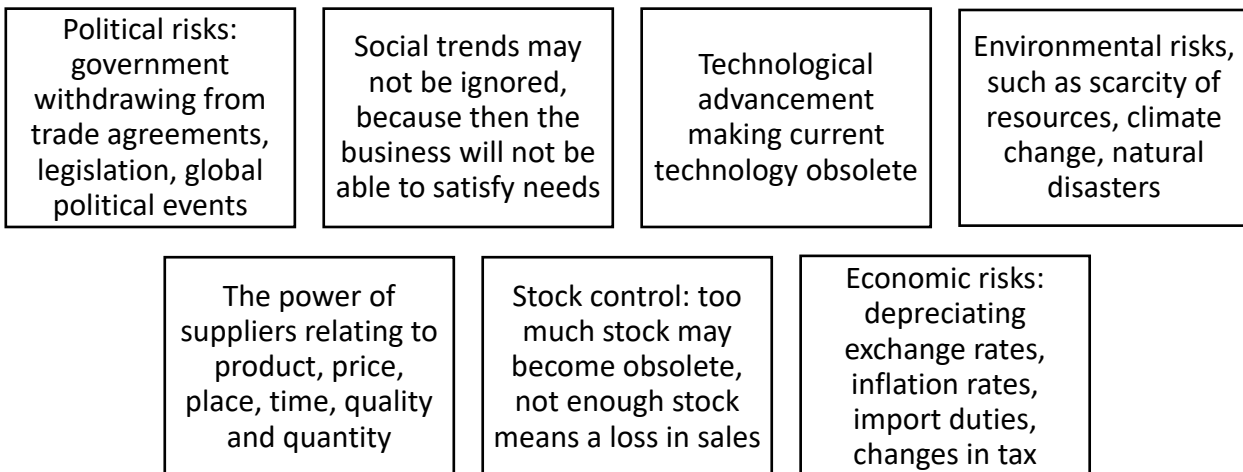 Political risks:
government
withdrawing from
trade agreements,
legislation, global
political events
Social trends may
not be ignored,
because then the
business will not be
able to satisfy needs
Technological
advancement
making current
technology obsolete
Environmental risks,
such as scarcity of
resources, climate
change, natural
disasters
The power of
suppliers relating to
product, price,
place, time, quality
and quantity
Stock control: too
much stock may
become obsolete,
not enough stock
means a loss in sales
Economic risks:
depreciating
exchange rates,
inflation rates,
import duties,
changes in tax